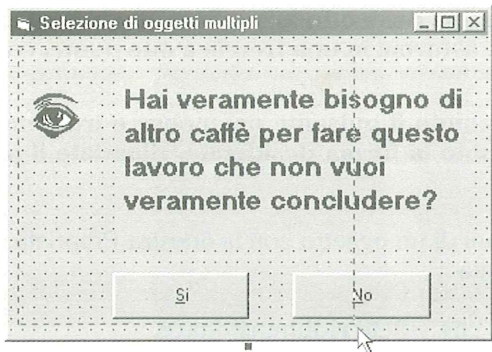 Selezione di oggetti multipli
Hai veramente bisogno di
altro caffè per fare questo
lavoro che non vuoi
veramente concludere?
Si
No